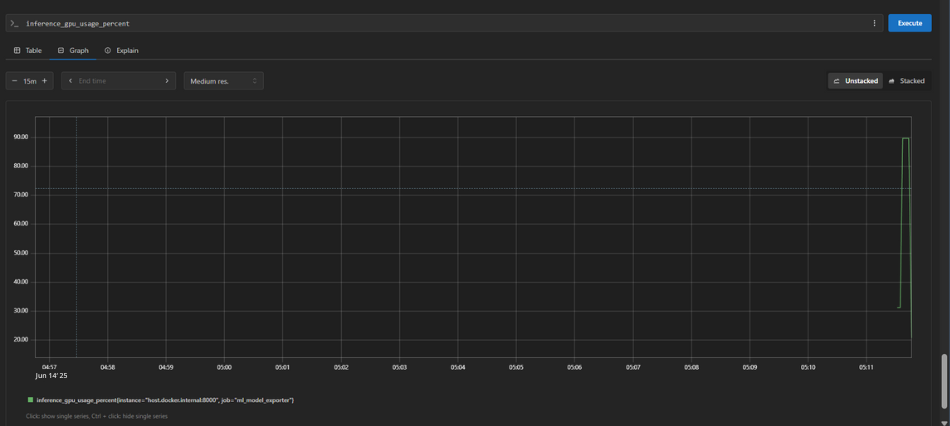 >_ inference_gpu_usage_percent Execute
Table Graph Explain
− 15m + < End time > Medium res. Unstacked Stacked
90.00
80.00
70.00
60.00
50.00
40.00
30.00
20.00
04:57 04:58 04:59 05:00 05:01 05:02 05:03 05:04 05:05 05:06 05:07 05:08 05:09 05:10 05:11
Jun 14' 25
inference_gpu_usage_percent{instance="host.docker.internal:8000", job="ml_model_exporter"}
Click: show single series, Ctrl + click: hide single series